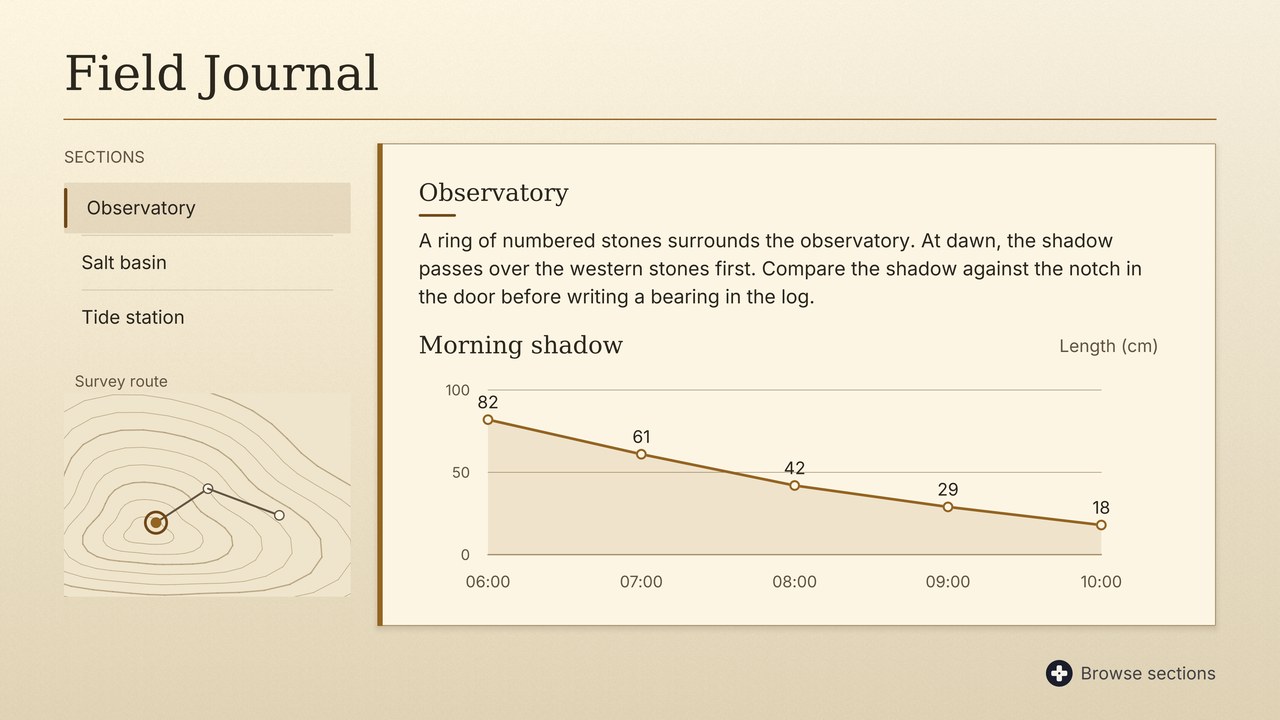 Field Journal
SECTIONS
Observatory
Salt basin
Tide station
Survey route
Observatory
A ring of numbered stones surrounds the observatory. At dawn, the shadow
passes over the western stones first. Compare the shadow against the notch in
the door before writing a bearing in the log.
Morning shadow
Length (cm)
100
50
0
82
61
42
29
18
06:00
07:00
08:00
09:00
10:00
Browse sections